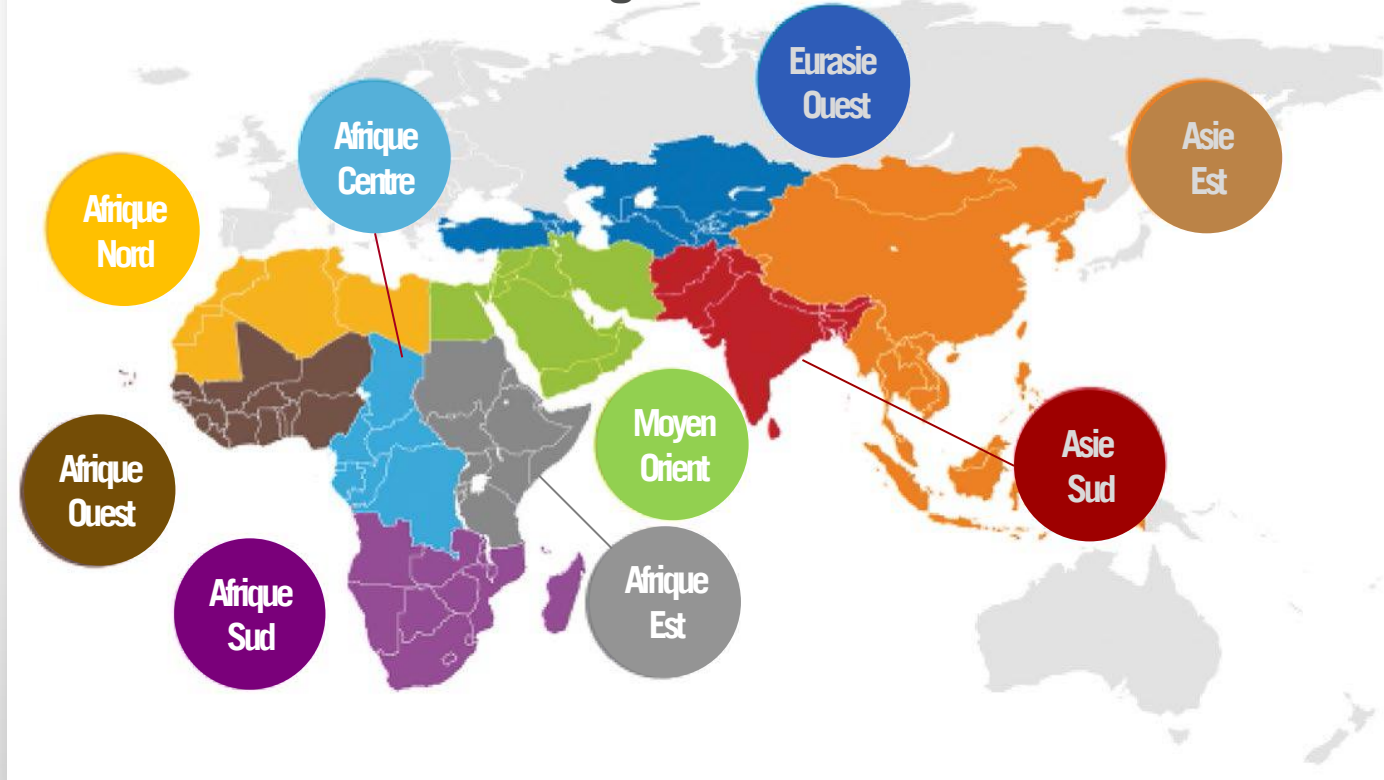 Eurasie
Ouest
Afrique
Centre
Asie
Est
Afrique
Nord
Moyen
Orient
Asie
Sud
Afrique
Ouest
Afrique
Est
Afrique
Sud